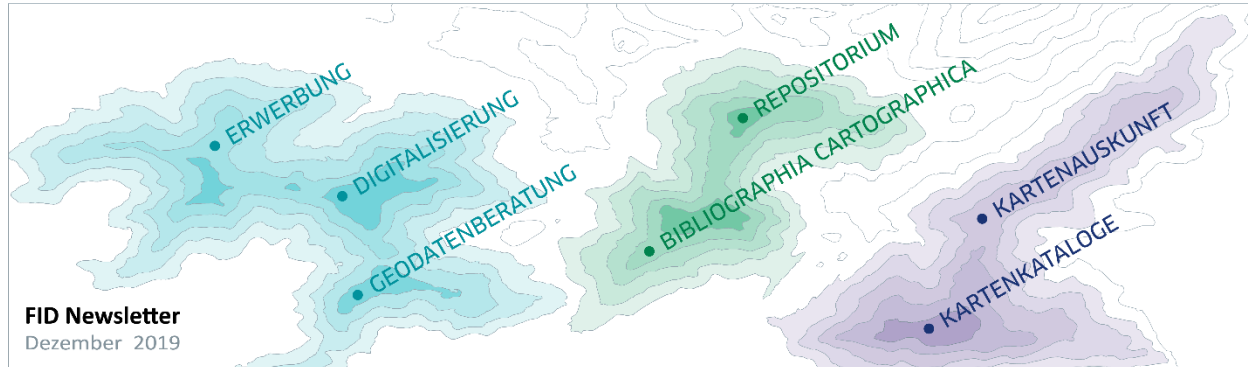 ERWERBUNG
DIGITALISIERUNG
GEODATENBERATUNG
REPOSITORIUM
BIBLIOGRAPHIA CARTOGRAPHICA
KARTENAUSKUNFT
KARTENKATALOGE
FID Newsletter
Dezember 2019